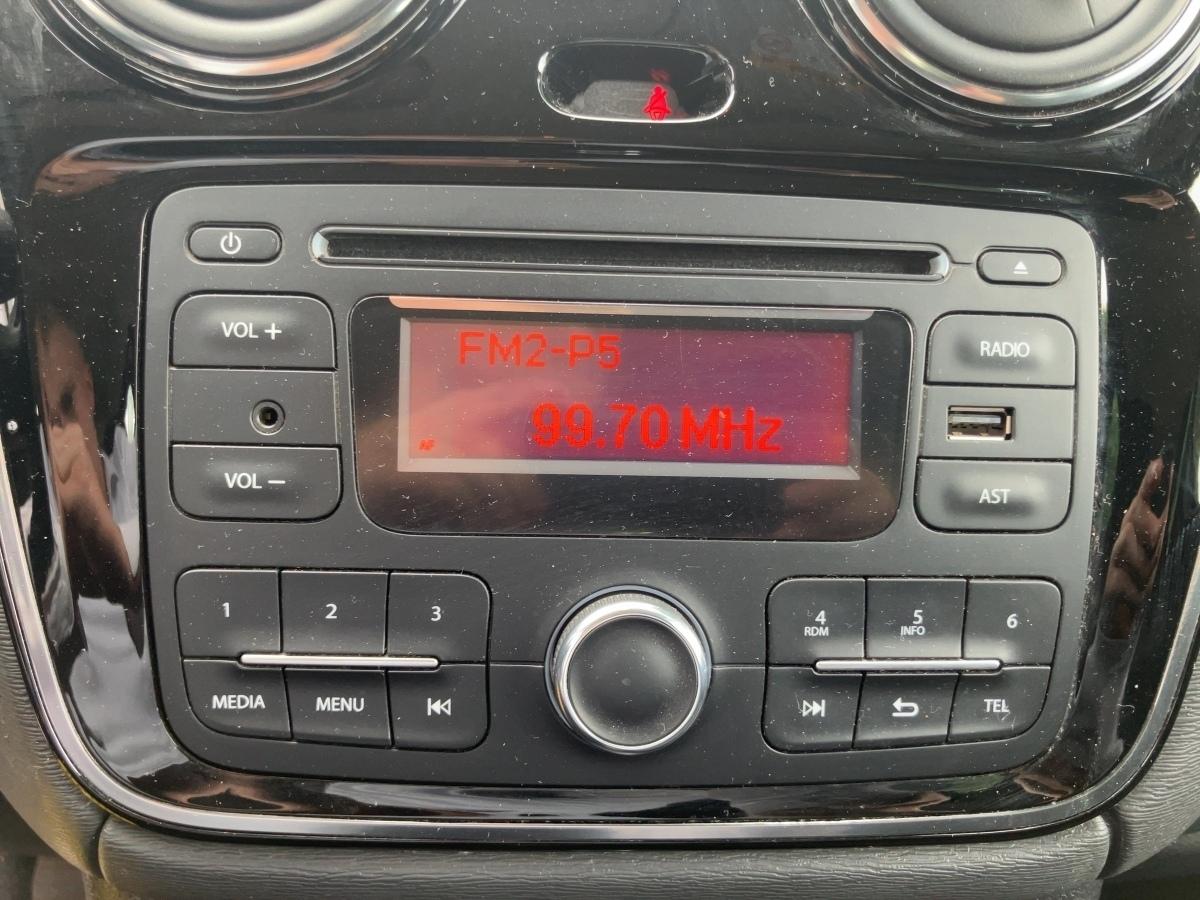 VOL +
RADIO
FM2-P5
99.70 MHz
AF
VOL −
AST
1
2
3
4
RDM
5
INFO
6
MEDIA
MENU
TEL